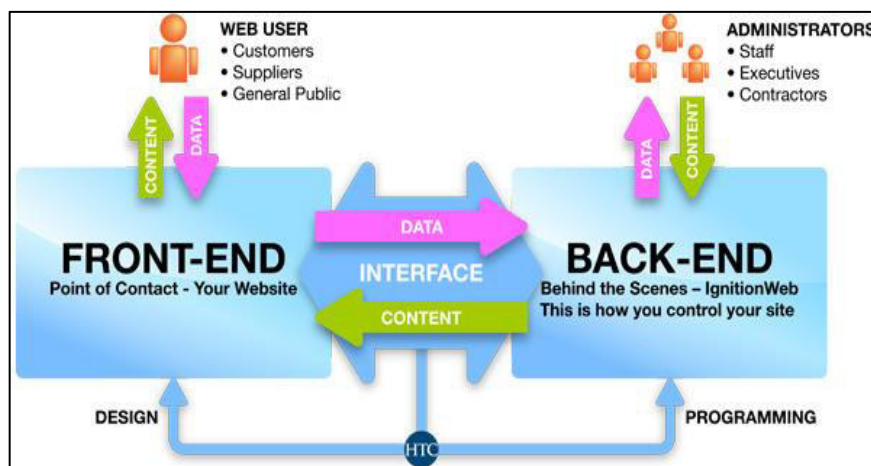 WEB USER
• Customers
• Suppliers
• General Public
ADMINISTRATORS
• Staff
• Executives
• Contractors
CONTENT
DATA
DATA
CONTENT
FRONT-END
Point of Contact - Your Website
DATA
INTERFACE
CONTENT
BACK-END
Behind the Scenes – IgnitionWeb
This is how you control your site
DESIGN
HTC
PROGRAMMING